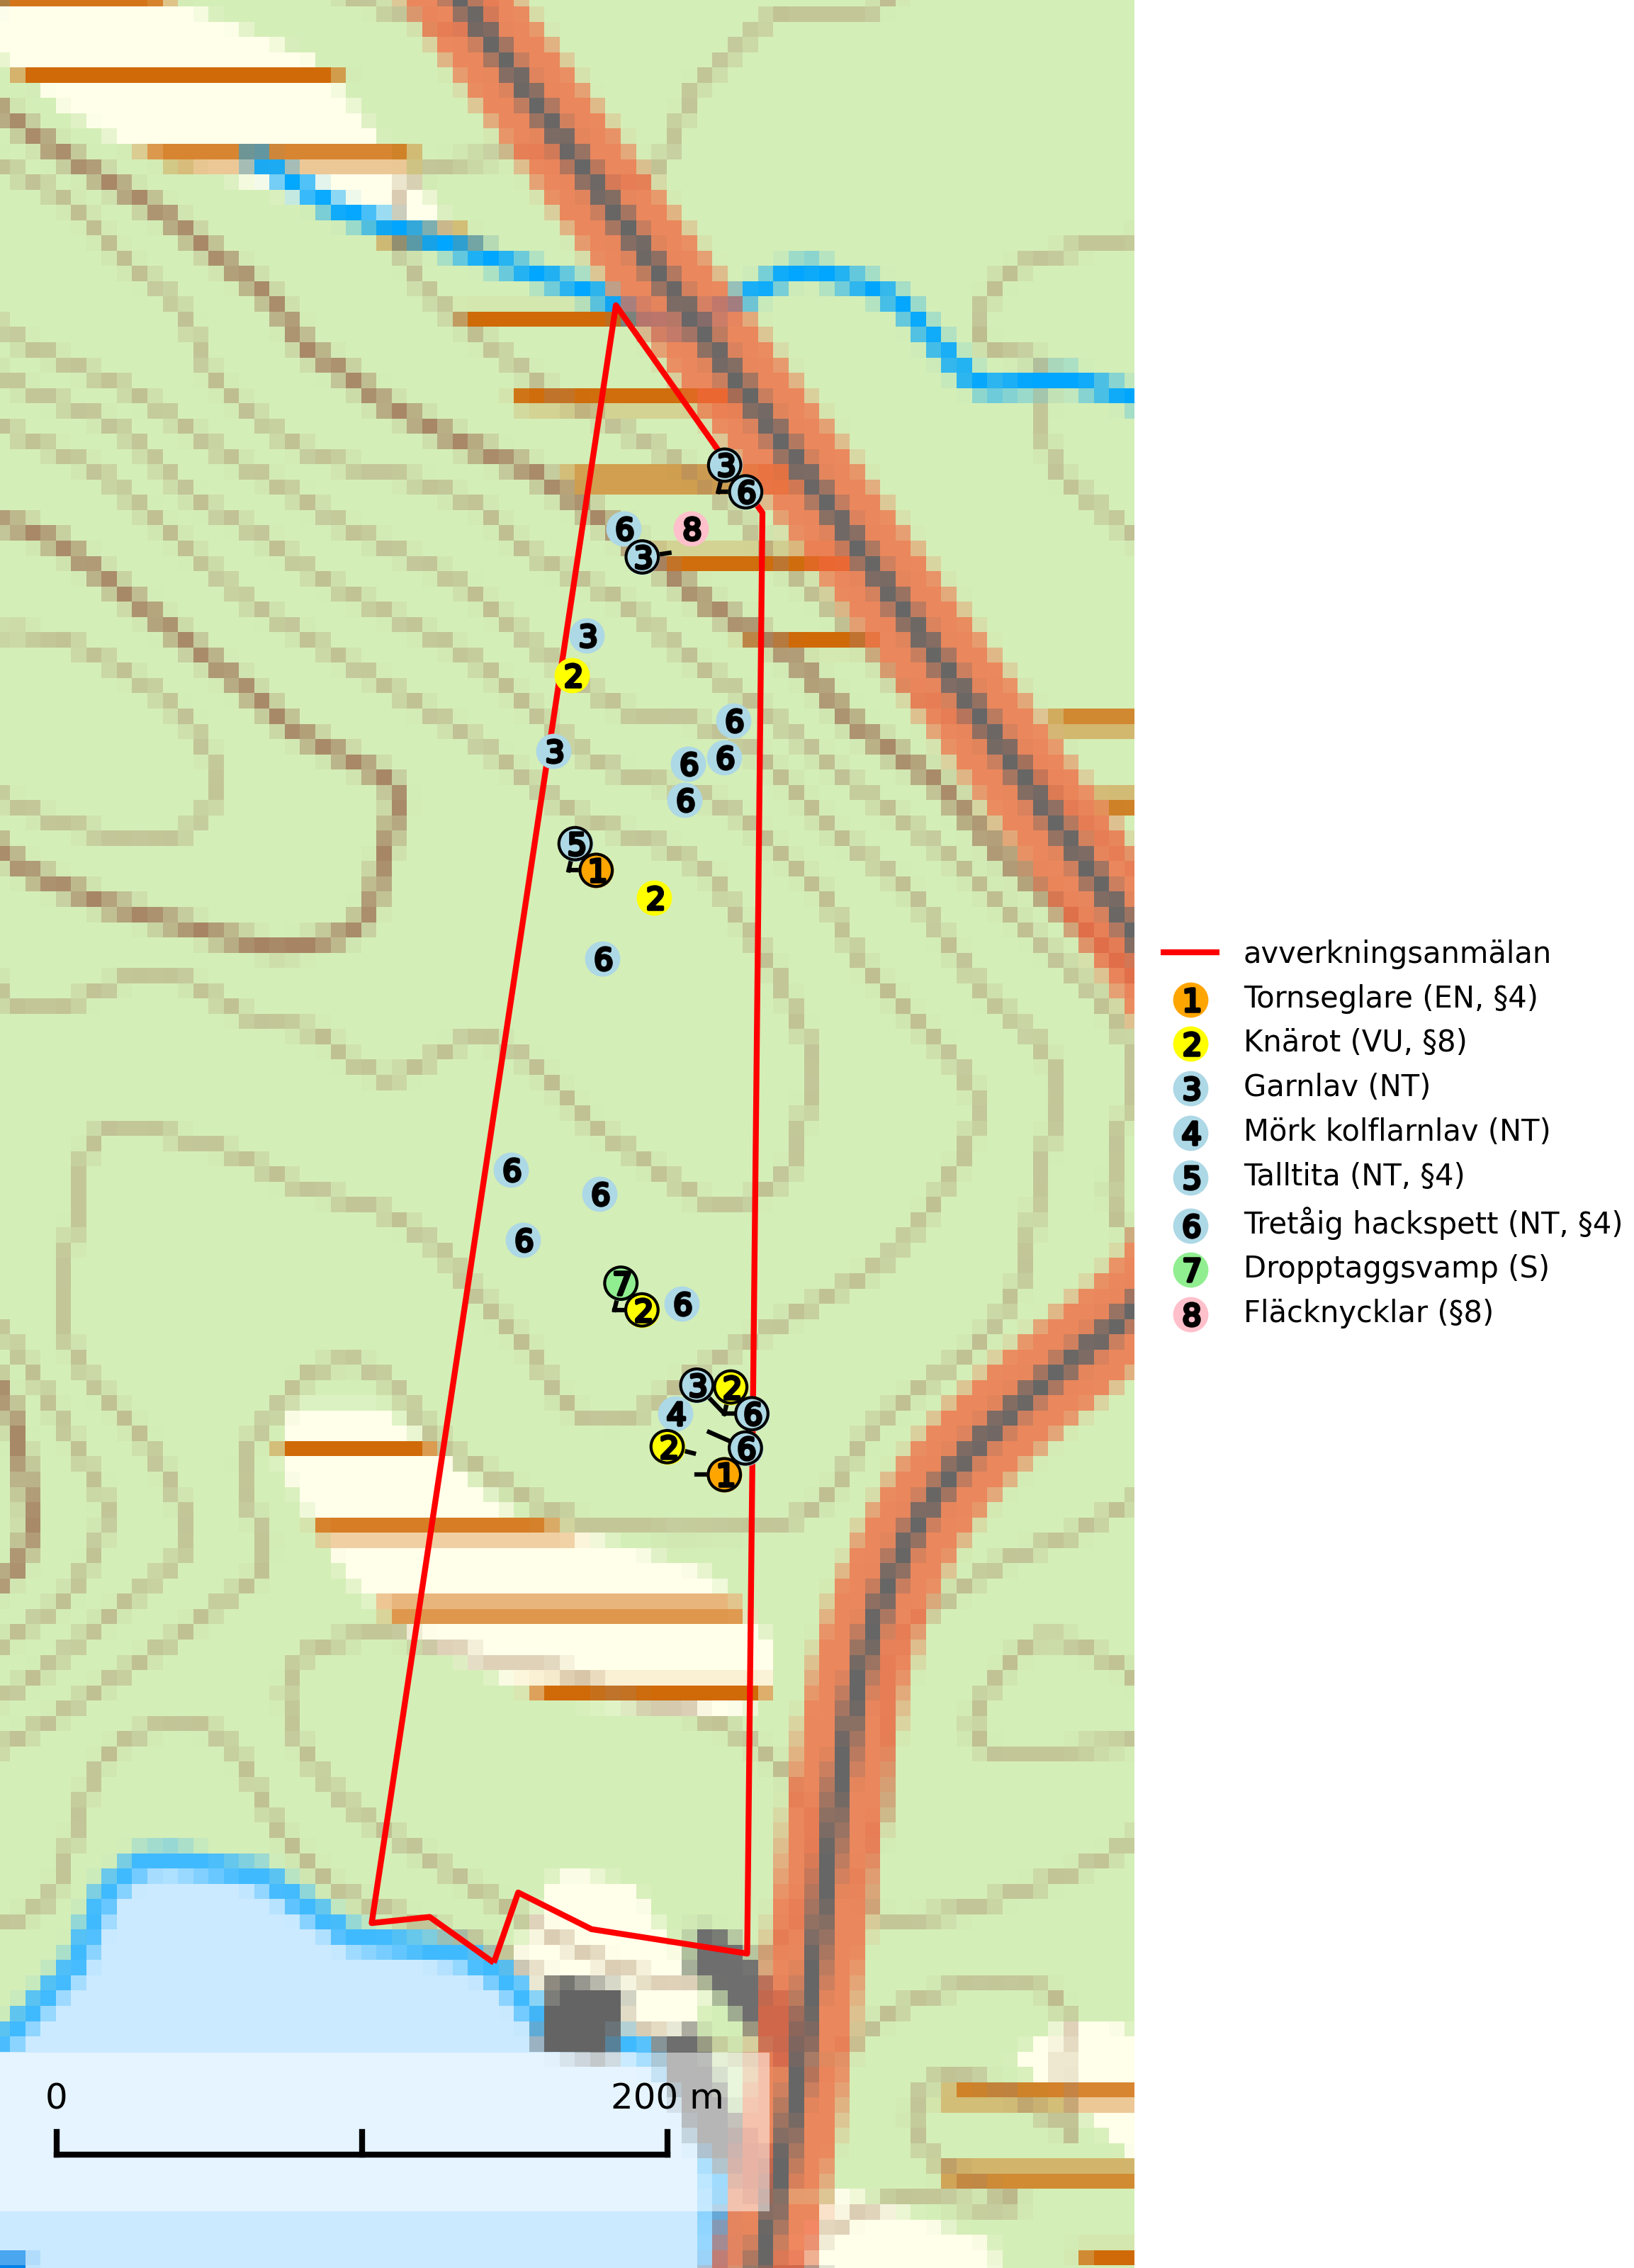 3
6
6
8
3
3
2
3
6
6
6
6
5
1
2
6
avverkningsanmälan
1 Tornseglare (EN, §4)
2 Knärot (VU, §8)
3 Garnlav (NT)
4 Mörk kolflarnlav (NT)
5 Talltita (NT, §4)
6 Tretåig hackspett (NT, §4)
7 Dropptaggsvamp (S)
8 Fläcknycklar (§8)
6
6
6
7
2
6
3
2
4
6
2
6
1
0 200 m